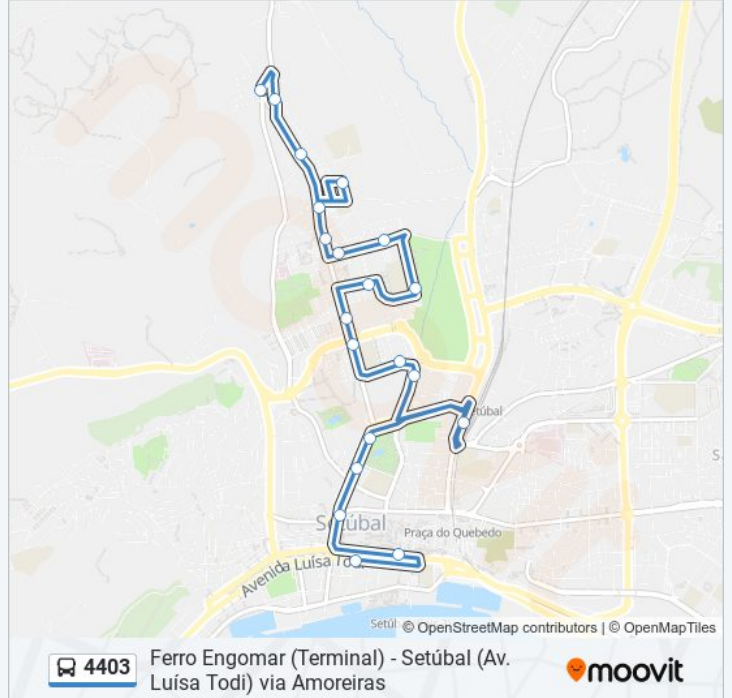 etúbal
S
Setúbal
Praça do Quebedo
Avenida Luísa Todi
Setúl
© OpenStreetMap contributors | © OpenMapTiles
4403
Ferro Engomar (Terminal) - Setúbal (Av.
Luísa Todi) via Amoreiras
moovit